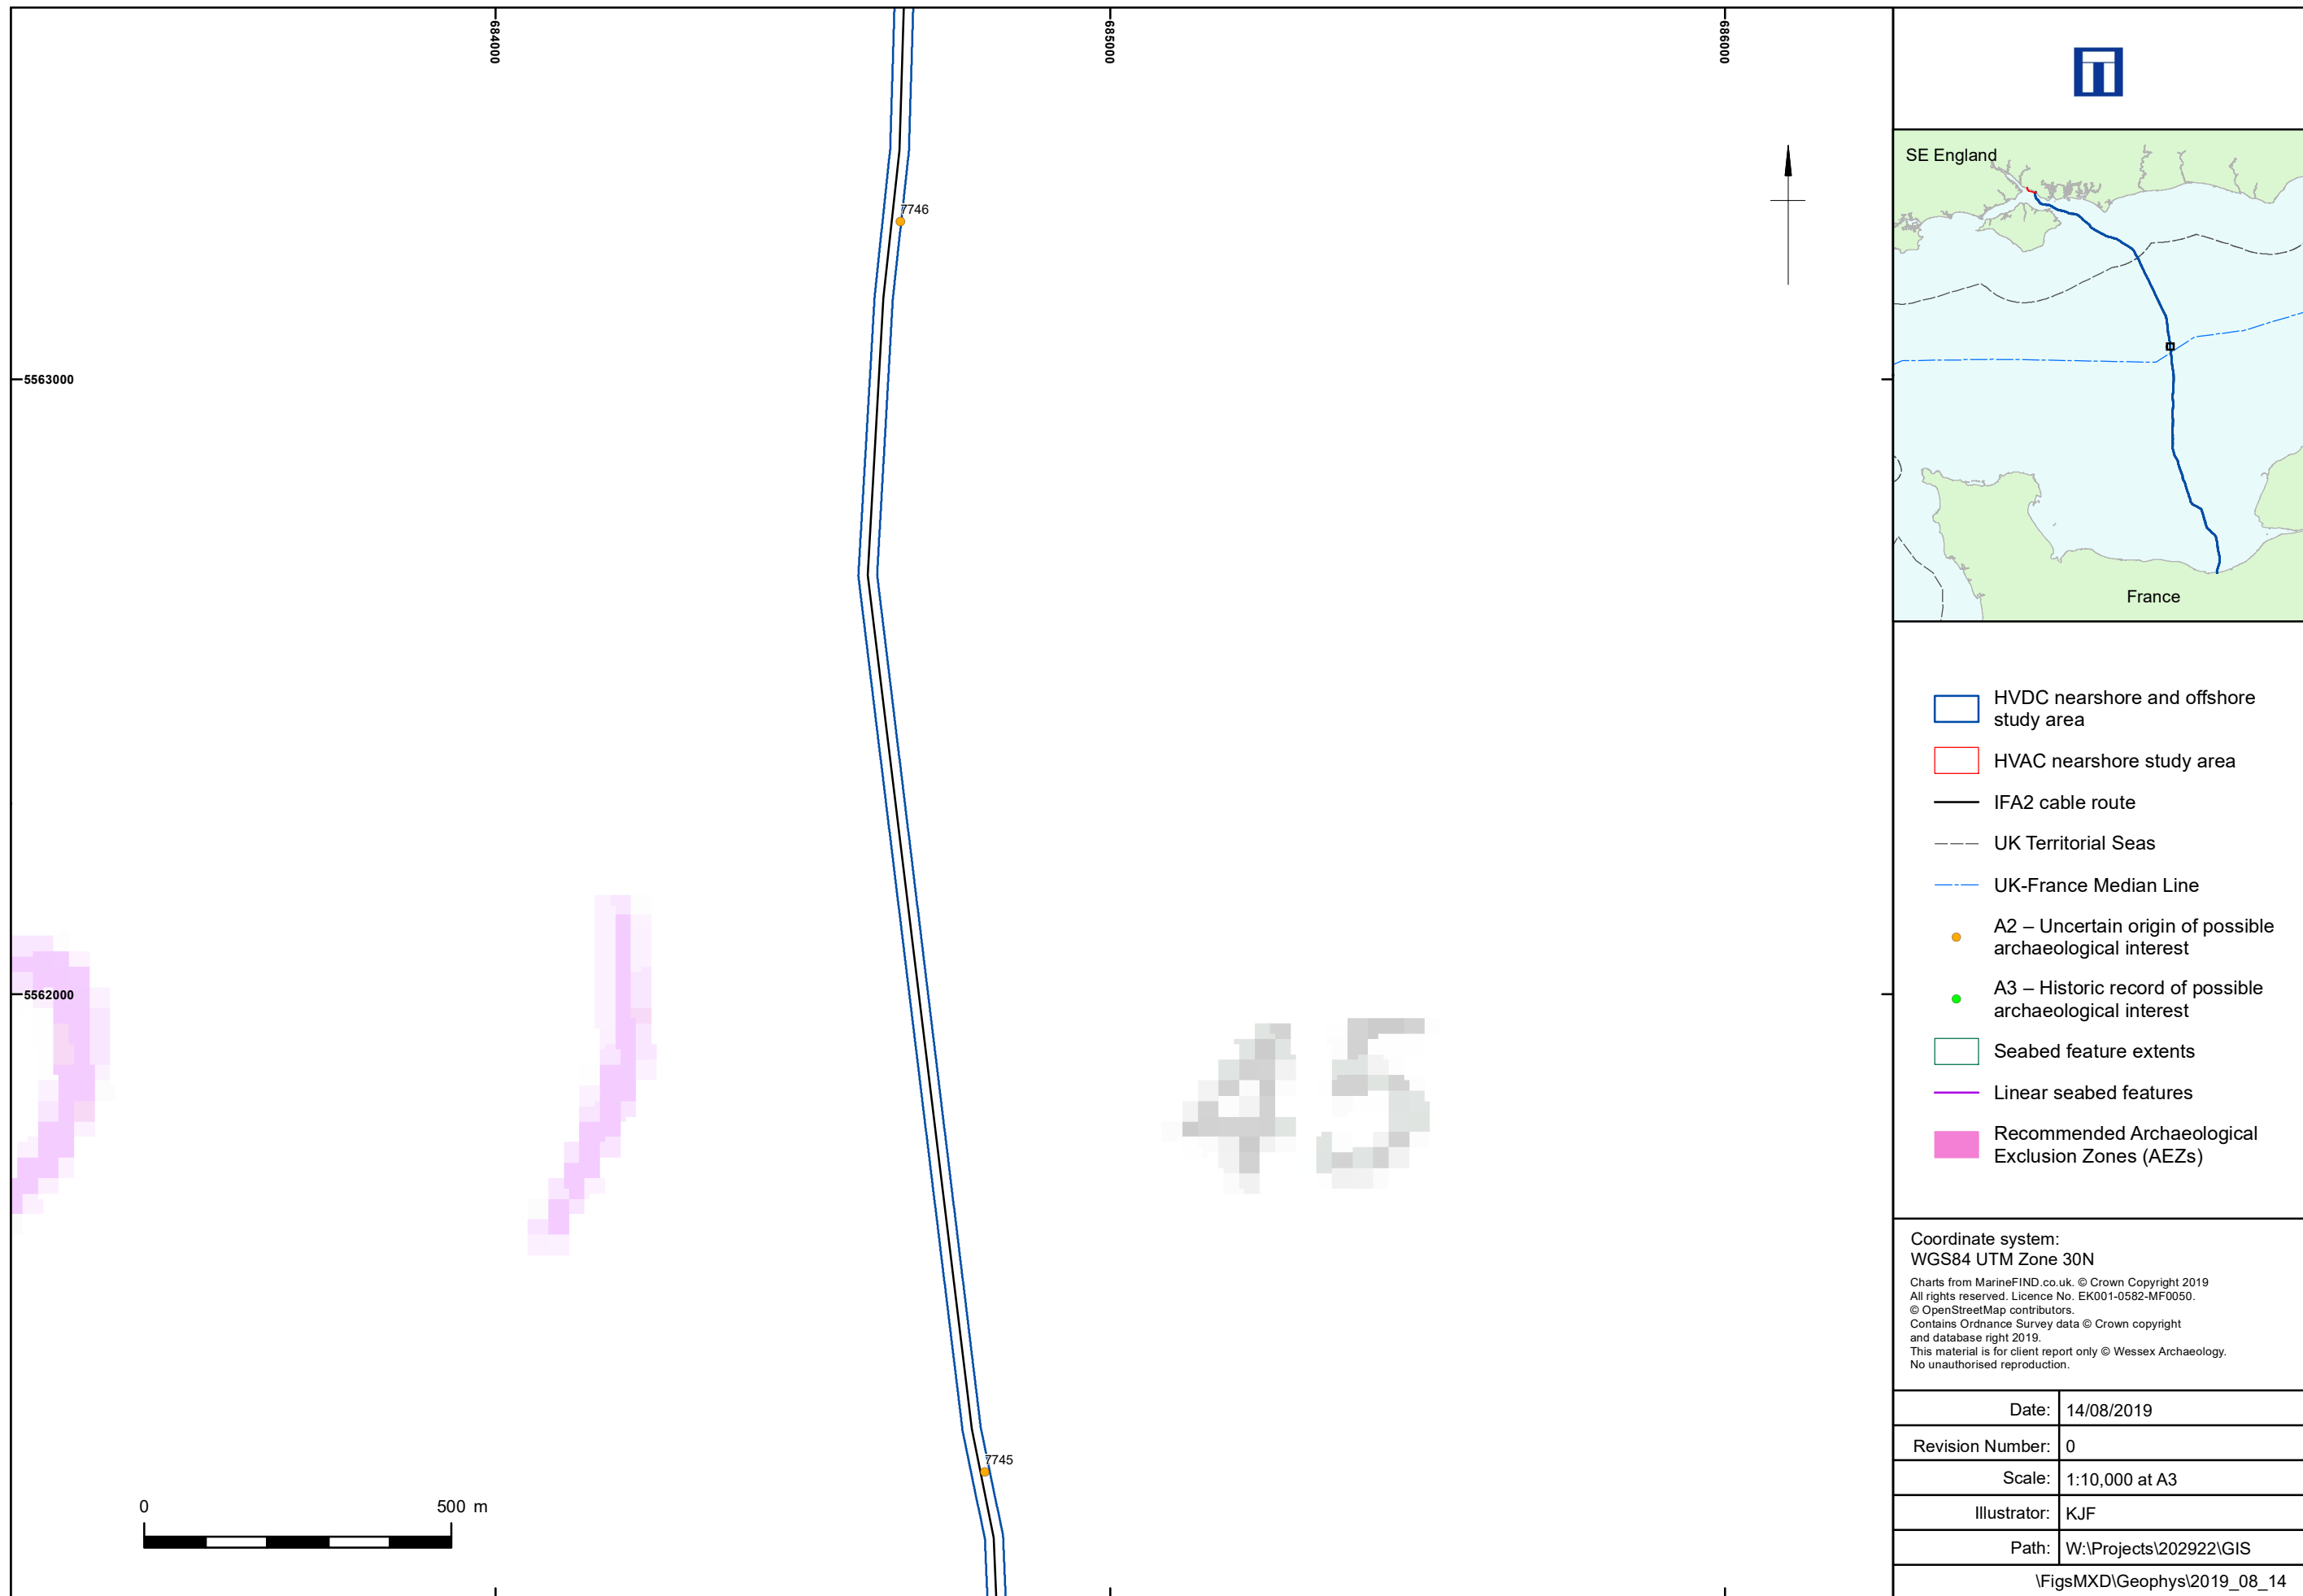 684000
685000
686000
7746
5563000
5562000
45
7745
0
500 m
SE England
France
HVDC nearshore and offshore
study area
HVAC nearshore study area
IFA2 cable route
UK Territorial Seas
UK-France Median Line
A2 – Uncertain origin of possible
archaeological interest
A3 – Historic record of possible
archaeological interest
Seabed feature extents
Linear seabed features
Recommended Archaeological
Exclusion Zones (AEZs)
Coordinate system:
WGS84 UTM Zone 30N
Charts from MarineFIND.co.uk. © Crown Copyright 2019
All rights reserved. Licence No. EK001-0582-MF0050.
© OpenStreetMap contributors.
Contains Ordnance Survey data © Crown copyright
and database right 2019.
This material is for client report only © Wessex Archaeology.
No unauthorised reproduction.
Date: 14/08/2019
Revision Number: 0
Scale: 1:10,000 at A3
Illustrator: KJF
Path: W:\Projects\202922\GIS
\FigsMXD\Geophys\2019_08_14